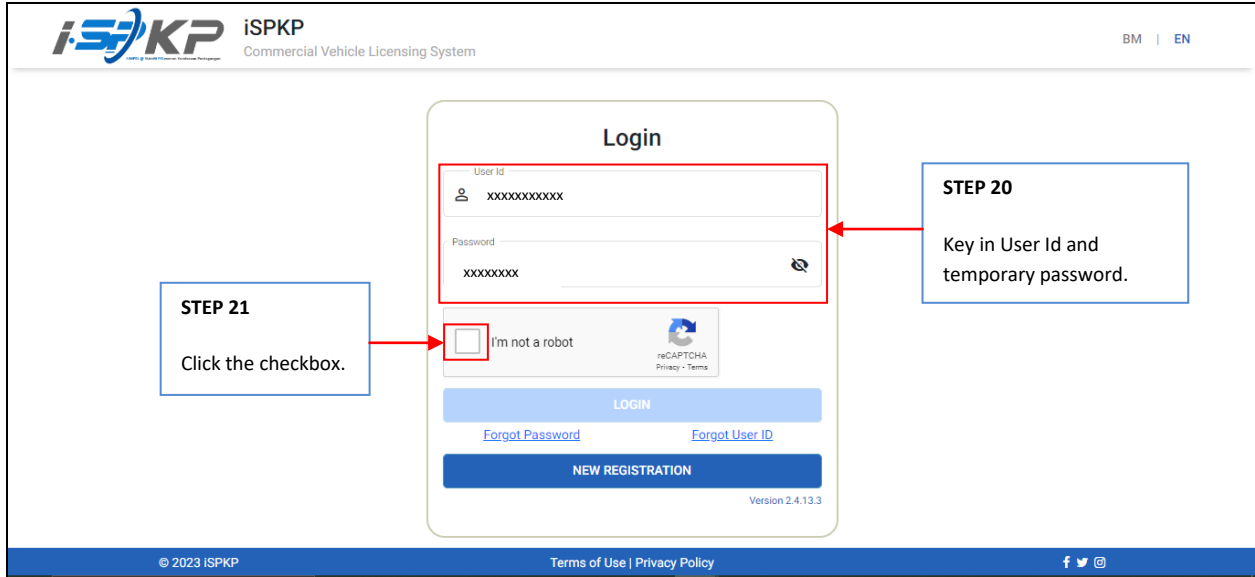 i-SPKP
iSPKP
Commercial Vehicle Licensing System
BM | EN
Login
User Id
xxxxxxxxxxx
Password
xxxxxxxx
STEP 20
Key in User Id and
temporary password.
STEP 21
Click the checkbox.
I'm not a robot
reCAPTCHA
Privacy - Terms
LOGIN
Forgot Password
Forgot User ID
NEW REGISTRATION
Version 2.4.13.3
© 2023 iSPKP
Terms of Use | Privacy Policy